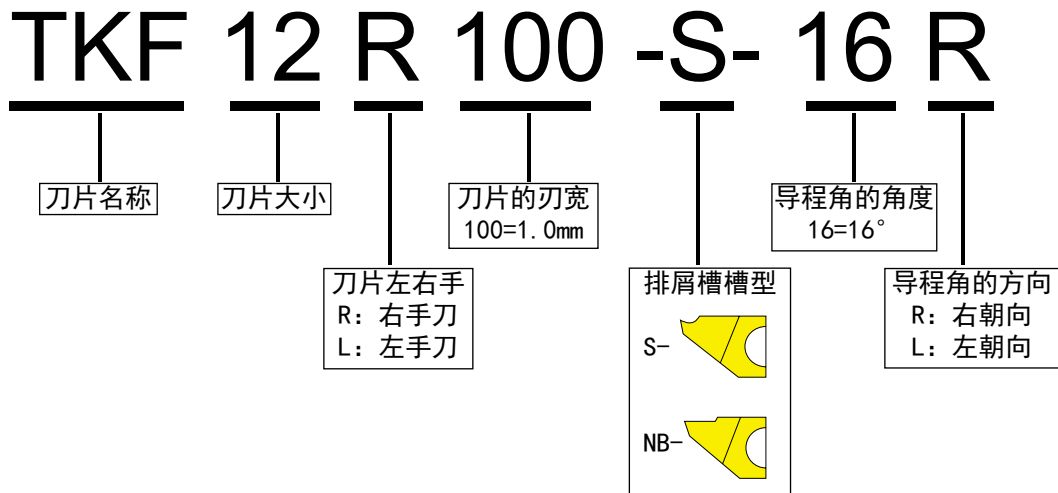 TKF 12 R 100 -S- 16 R
刀片名称
刀片大小
刀片的刃宽
100=1.0mm
导程角的角度
16=16°
刀片左右手
R: 右手刀
L: 左手刀
排屑槽槽型
S-
NB-
导程角的方向
R: 右朝向
L: 左朝向